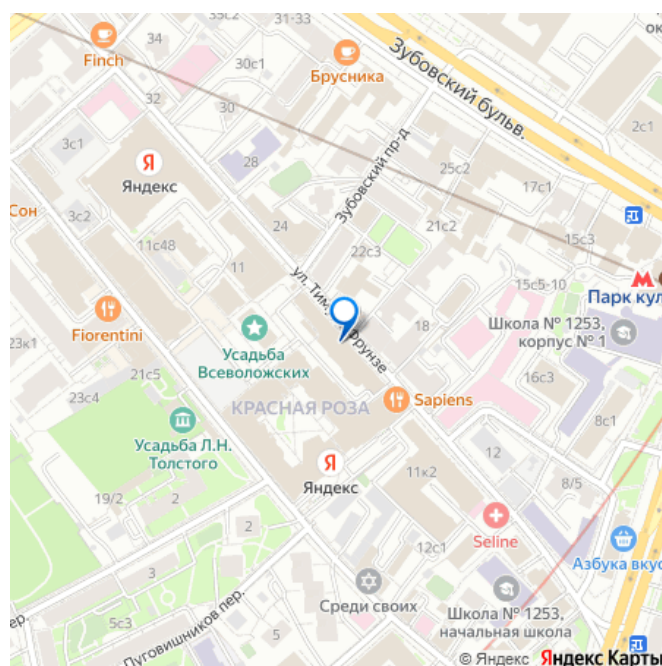 35с2
31-33
34
Finch
Брусника
30с1
Зубовский бульв.
32
30
3с1
2с1
Яндекс
28
Зубовский пр-д
25с2
17с1
Сон
3с2
24
21с2
15с3
11с48
22с3
11
ул. Тим
Фрунзе
15с5-10
Парк кул
Fiorentini
Усадьба
Всеволожских
18
Школа № 1253,
корпус № 1
23к1
21с5
16с3
23с4
КРАСНАЯ РОЗА
Sapiens
8с1
Усадьба Л.Н.
Толстого
12
19/2
2
Яндекс
11к2
8/5
2
Seline
Азбука вкус
3
12с1
Среди своих
Школа № 1253,
начальная школа
пер.
5с3
Пуговишников пер.
5
© Яндекс Яндекс Карты